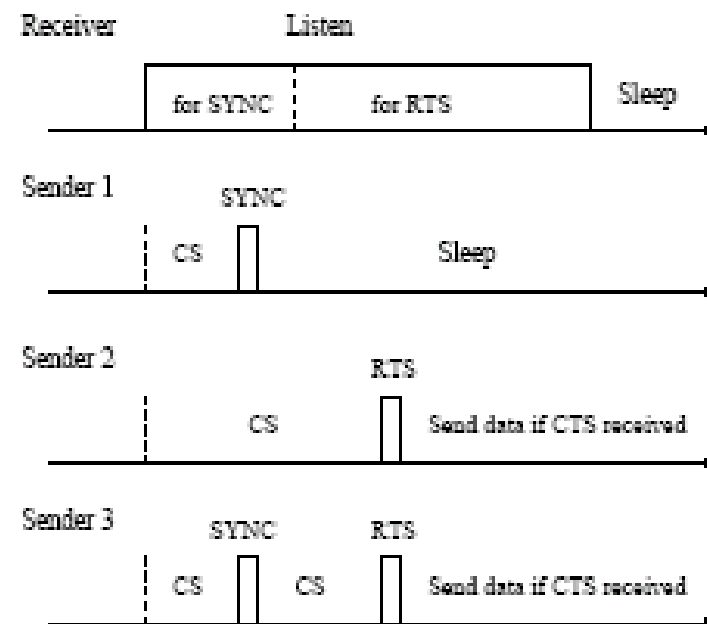 Receiver Listen
for SYNC for RTS Sleep
Sender 1 SYNC
CS Sleep
Sender 2 RTS
CS Send data if CTS received
Sender 3 SYNC RTS
CS CS Send data if CTS received